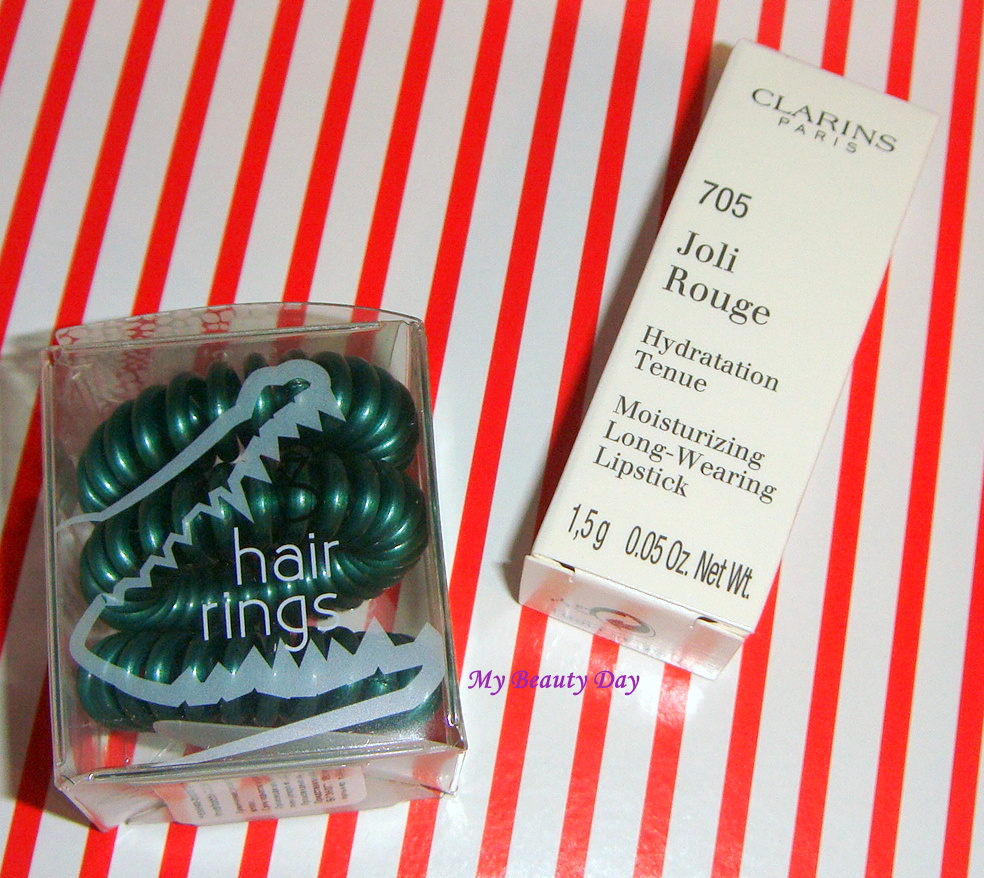 CLARINS
PARIS
705
Joli
Rouge
Hydratation
Tenue
Moisturizing
Long-Wearing
Lipstick
1,5 g 0.05 Oz. Net Wt.
3
hair
rings
My Beauty Day